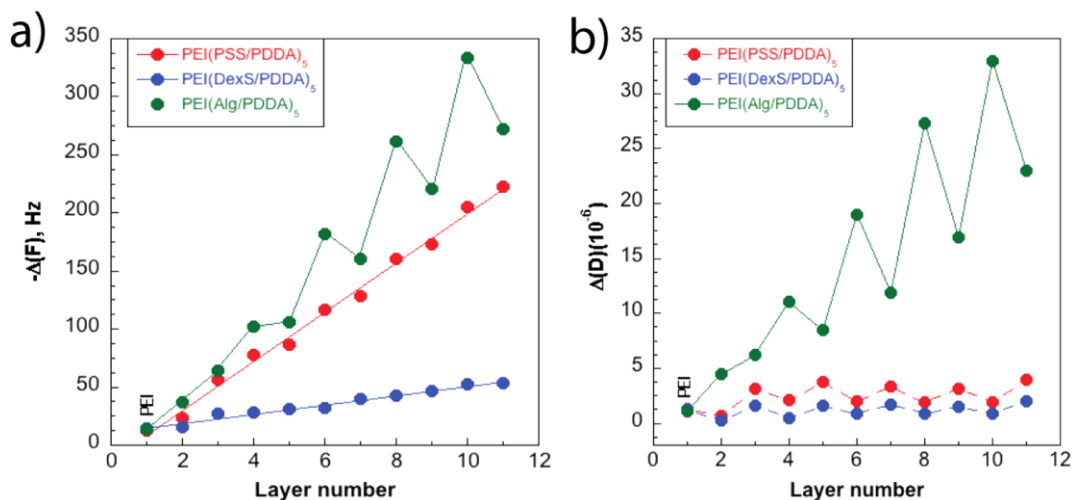 a)
PEI(PSS/PDDA)5
PEI(DexS/PDDA)5
PEI(Alg/PDDA)5
350
300
250
200
150
100
50
0
-Δ(F), Hz
PEI
0 2 4 6 8 10 12
Layer number
b)
PEI(PSS/PDDA)5
PEI(DexS/PDDA)5
PEI(Alg/PDDA)5
35
30
25
20
15
10
5
0
Δ(D)(10-6)
PEI
0 2 4 6 8 10 12
Layer number